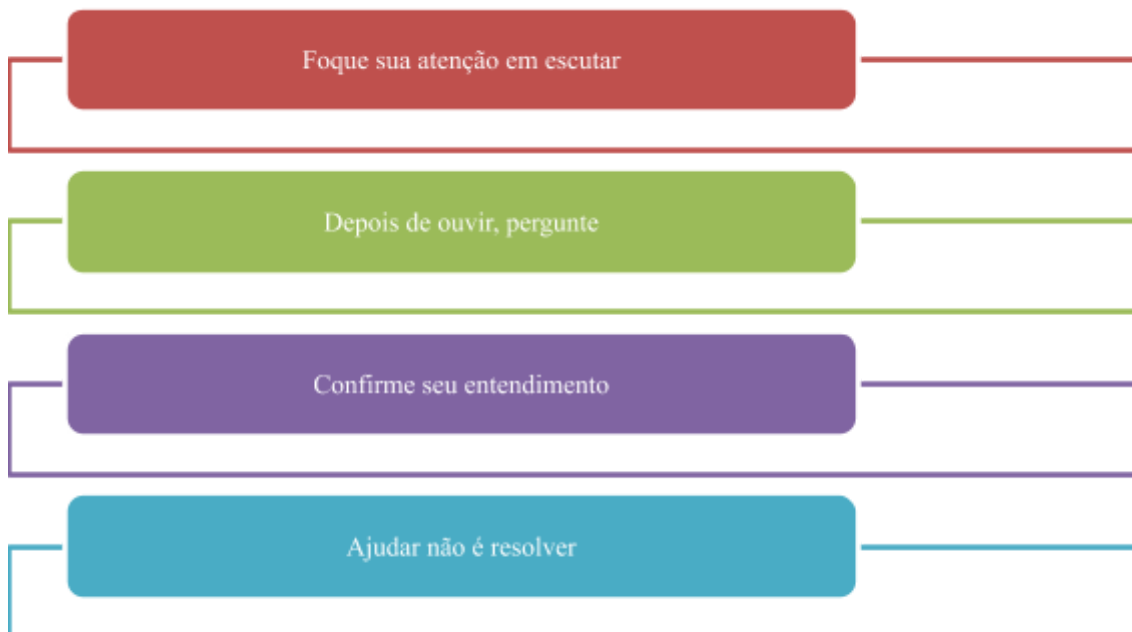 Foque sua atenção em escutar
Depois de ouvir, pergunte
Confirme seu entendimento
Ajudar não é resolver